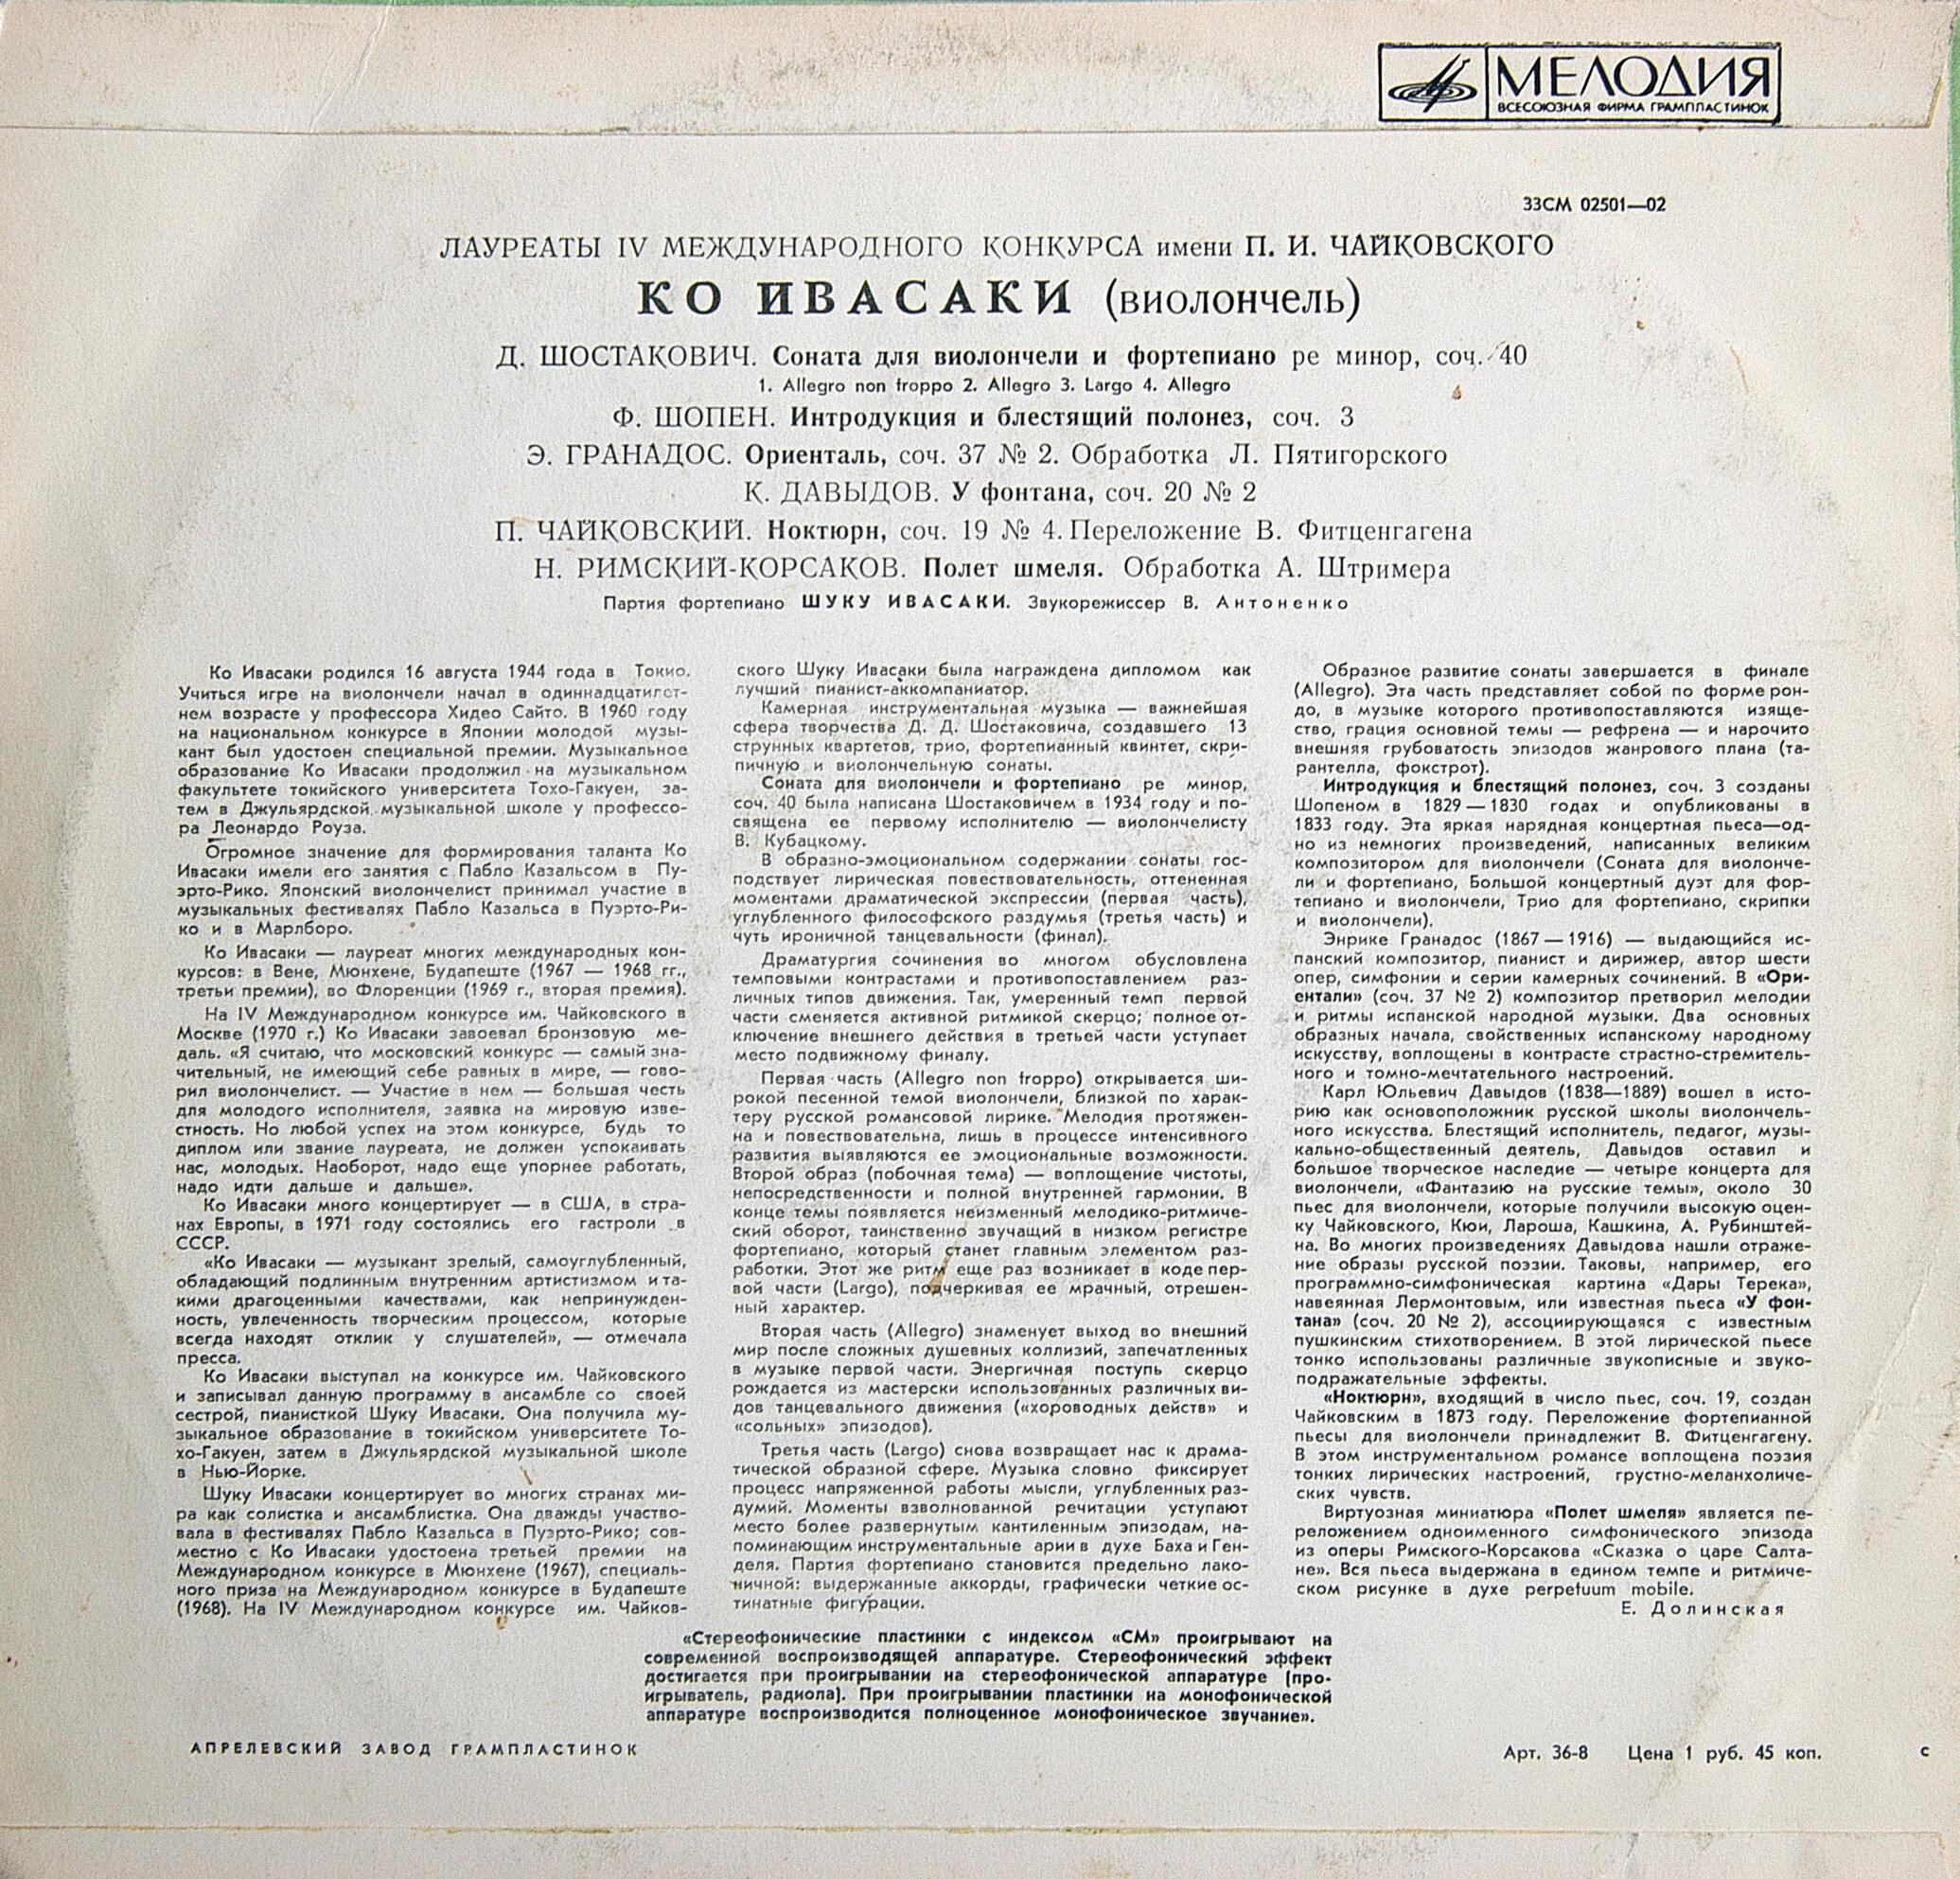 МЕЛОДИЯ
ВСЕСОЮЗНАЯ ФИРМА ГРАМПЛАСТИНОК
33СМ 02501—02
ЛАУРЕАТЫ IV МЕЖДУНАРОДНОГО КОНКУРСА имени П. И. ЧАЙКОВСКОГО
КО ИВАСАКИ (виолончель)
Д. ШОСТАКОВИЧ. Соната для виолончели и фортепиано ре минор, соч. 40
1. Allegro non troppo 2. Allegro 3. Largo 4. Allegro
Ф. ШОПЕН. Интродукция и блестящий полонез, соч. 3
Э. ГРАНАДОС. Ориенталь, соч. 37 № 2. Обработка Л. Пятигорского
К. ДАВЫДОВ. У фонтана, соч. 20 № 2
П. ЧАЙКОВСКИЙ. Ноктюрн, соч. 19 № 4. Переложение В. Фитценгагена
Н. РИМСКИЙ-КОРСАКОВ. Полет шмеля. Обработка А. Штримера
Партия фортепиано ШУКУ ИВАСАКИ. Звукорежиссер В. Антоненко
Ко Ивасаки родился 16 августа 1944 года в Токио.
Учиться игре на виолончели начал в одиннадцатилет-
нем возрасте у профессора Хидео Сайто. В 1960 году
на национальном конкурсе в Японии молодой музы-
кант был удостоен специальной премии. Музыкальное
образование Ко Ивасаки продолжил на музыкальном
факультете токийского университета Тохо-Гакуен, за-
тем в Джульярдской музыкальной школе у профессо-
ра Леонардо Роуза.
Огромное значение для формирования таланта Ко
Ивасаки имели его занятия с Пабло Казальсом в Пу-
эрто-Рико. Японский виолончелист принимал участие в
музыкальных фестивалях Пабло Казальса в Пуэрто-Ри-
ко и в Марлборо.
Ко Ивасаки — лауреат многих международных кон-
курсов: в Вене, Мюнхене, Будапеште (1967 — 1968 гг.,
третьи премии), во Флоренции (1969 г., вторая премия).
На IV Международном конкурсе им. Чайковского в
Москве (1970 г.) Ко Ивасаки завоевал бронзовую ме-
даль. «Я считаю, что московский конкурс — самый зна-
чительный, не имеющий себе равных в мире, — гово-
рил виолончелист. — Участие в нем — большая честь
для молодого исполнителя, заявка на мировую изве-
стность. Но любой успех на этом конкурсе, будь то
диплом или звание лауреата, не должен успокаивать
нас, молодых. Наоборот, надо еще упорнее работать,
надо идти дальше и дальше».
Ко Ивасаки много концертирует — в США, в стра-
нах Европы, в 1971 году состоялись его гастроли в
СССР.
«Ко Ивасаки — музыкант зрелый, самоуглубленный,
обладающий подлинным внутренним артистизмом и та-
кими драгоценными качествами, как непринужден-
ность, увлеченность творческим процессом, которые
всегда находят отклик у слушателей», — отмечала
пресса.
Ко Ивасаки выступал на конкурсе им. Чайковского
и записывал данную программу в ансамбле со своей
сестрой, пианисткой Шуку Ивасаки. Она получила му-
зыкальное образование в токийском университете То-
хо-Гакуен, затем в Джульярдской музыкальной школе
в Нью-Йорке.
Шуку Ивасаки концертирует во многих странах ми-
ра как солистка и ансамблистка. Она дважды участво-
вала в фестивалях Пабло Казальса в Пуэрто-Рико; сов-
местно с Ко Ивасаки удостоена третьей премии на
Международном конкурсе в Мюнхене (1967), специаль-
ного приза на Международном конкурсе в Будапеште
(1968). На IV Международном конкурсе им. Чайков-
ского Шуку Ивасаки была награждена дипломом как
лучший пианист-аккомпаниатор.
Камерная инструментальная музыка — важнейшая
сфера творчества Д. Д. Шостаковича, создавшего 13
струнных квартетов, трио, фортепианный квинтет, скри-
пичную и виолончельную сонаты.
Соната для виолончели и фортепиано ре минор,
соч. 40 была написана Шостаковичем в 1934 году и по-
священа ее первому исполнителю — виолончелисту
В. Кубацкому.
В образно-эмоциональном содержании сонаты гос-
подствует лирическая повествовательность, оттененная
моментами драматической экспрессии (первая часть),
углубленного философского раздумья (третья часть) и
чуть ироничной танцевальности (финал).
Драматургия сочинения во многом обусловлена
темповыми контрастами и противопоставлением раз-
личных типов движения. Так, умеренный темп первой
части сменяется активной ритмикой скерцо; полное от-
ключение внешнего действия в третьей части уступает
место подвижному финалу.
Первая часть (Allegro non troppo) открывается ши-
рокой песенной темой виолончели, близкой по харак-
теру русской романсовой лирике. Мелодия протяжен-
на и повествовательна, лишь в процессе интенсивного
развития выявляются ее эмоциональные возможности.
Второй образ (побочная тема) — воплощение чистоты,
непосредственности и полной внутренней гармонии. В
конце темы появляется неизменный мелодико-ритмиче-
ский оборот, таинственно звучащий в низком регистре
фортепиано, который станет главным элементом раз-
работки. Этот же ритм еще раз возникает в коде пер-
вой части (Largo), подчеркивая ее мрачный, отрешен-
ный характер.
Вторая часть (Allegro) знаменует выход во внешний
мир после сложных душевных коллизий, запечатленных
в музыке первой части. Энергичная поступь скерцо
рождается из мастерски использованных различных ви-
дов танцевального движения («хороводных действ» и
«сольных» эпизодов).
Третья часть (Largo) снова возвращает нас к драма-
тической образной сфере. Музыка словно фиксирует
процесс напряженной работы мысли, углубленных раз-
думий. Моменты взволнованной речитации уступают
место более развернутым кантиленным эпизодам, на-
поминающим инструментальные арии в духе Баха и Ген-
деля. Партия фортепиано становится предельно лако-
ничной: выдержанные аккорды, графически четкие ос-
тинатные фигурации.
Образное развитие сонаты завершается в финале
(Allegro). Эта часть представляет собой по форме рон-
до, в музыке которого противопоставляются изяще-
ство, грация основной темы — рефрена — и нарочито
внешняя грубоватость эпизодов жанрового плана (та-
рантелла, фокстрот).
Интродукция и блестящий полонез, соч. 3 созданы
Шопеном в 1829 — 1830 годах и опубликованы в
1833 году. Эта яркая нарядная концертная пьеса—од-
но из немногих произведений, написанных великим
композитором для виолончели (Соната для виолонче-
ли и фортепиано, Большой концертный дуэт для фор-
тепиано и виолончели, Трио для фортепиано, скрипки
и виолончели).
Энрике Гранадос (1867 — 1916) — выдающийся ис-
панский композитор, пианист и дирижер, автор шести
опер, симфонии и серии камерных сочинений. В «Ори-
ентали» (соч. 37 № 2) композитор претворил мелодии
и ритмы испанской народной музыки. Два основных
образных начала, свойственных испанскому народному
искусству, воплощены в контрасте страстно-стремитель-
ного и томно-мечтательного настроений.
Карл Юльевич Давыдов (1838—1889) вошел в исто-
рию как основоположник русской школы виолончель-
ного искусства. Блестящий исполнитель, педагог, музы-
кально-общественный деятель, Давыдов оставил и
большое творческое наследие — четыре концерта для
виолончели, «Фантазию на русские темы», около 30
пьес для виолончели, которые получили высокую оцен-
ку Чайковского, Кюи, Лароша, Кашкина, А. Рубинштей-
на. Во многих произведениях Давыдова нашли отраже-
ние образы русской поэзии. Таковы, например, его
программно-симфоническая картина «Дары Терека»,
навеянная Лермонтовым, или известная пьеса «У фон-
тана» (соч. 20 № 2), ассоциирующаяся с известным
пушкинским стихотворением. В этой лирической пьесе
тонко использованы различные звукописные и звуко-
подражательные эффекты.
«Ноктюрн», входящий в число пьес, соч. 19, создан
Чайковским в 1873 году. Переложение фортепианной
пьесы для виолончели принадлежит В. Фитценгагену.
В этом инструментальном романсе воплощена поэзия
тонких лирических настроений, грустно-меланхоличе-
ских чувств.
Виртуозная миниатюра «Полет шмеля» является пе-
реложением одноименного симфонического эпизода
из оперы Римского-Корсакова «Сказка о царе Салта-
не». Вся пьеса выдержана в едином темпе и ритмиче-
ском рисунке в духе perpetuum mobile.
Е. Долинская
«Стереофонические пластинки с индексом «СМ» проигрывают на
современной воспроизводящей аппаратуре. Стереофонический эффект
достигается при проигрывании на стереофонической аппаратуре (про-
игрыватель, радиола). При проигрывании пластинки на монофонической
аппаратуре воспроизводится полноценное монофоническое звучание».
АПРЕЛЕВСКИЙ ЗАВОД ГРАМПЛАСТИНОК
Арт. 36-8 Цена 1 руб. 45 коп. с